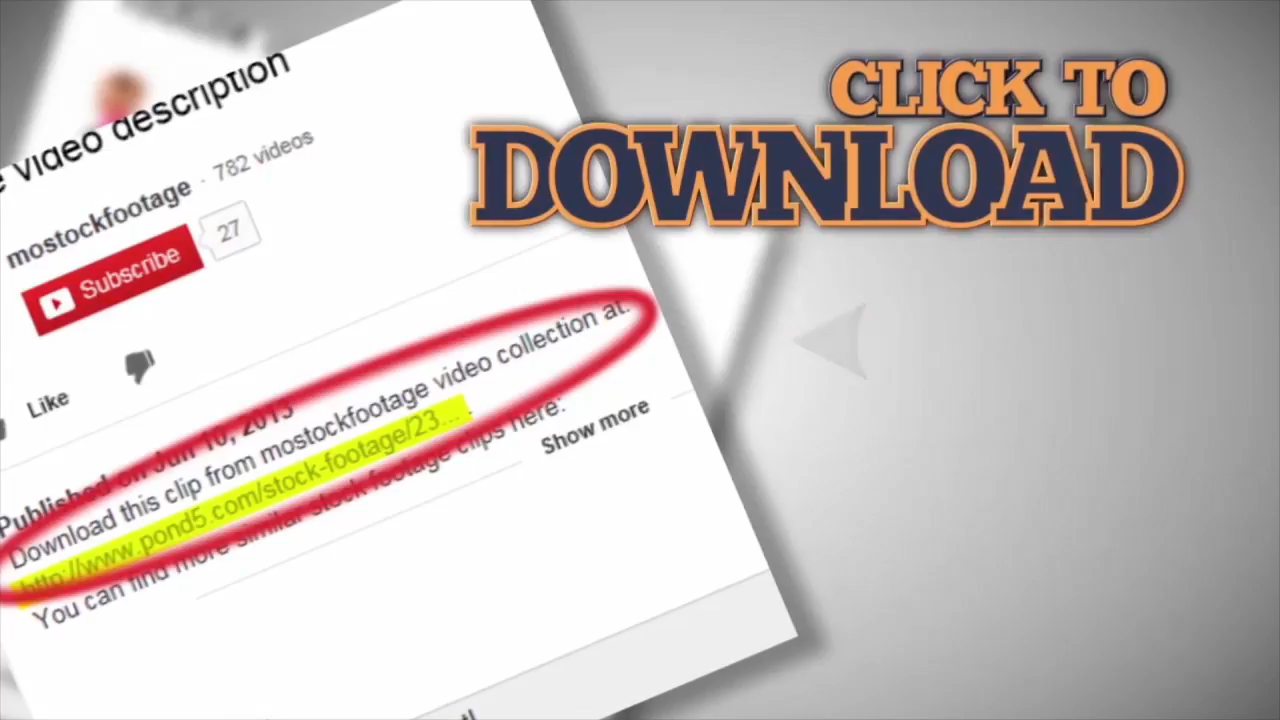 CLICK TO
DOWNLOAD
video description
mostockfootage · 782 videos
Subscribe
27
Like
Published on Jun 10, 2013
Download this clip from mostockfootage video collection at:
http://www.pond5.com/stock-footage/23... .
You can find more similar stock footage clips here:
Show more